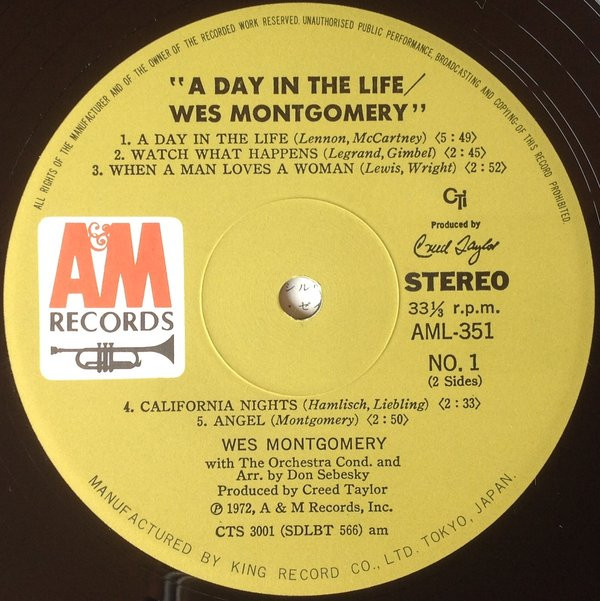 ALL RIGHTS OF THE MANUFACTURER AND OF THE OWNER OF THE RECORDED WORK RESERVED. UNAUTHORISED PUBLIC PERFORMANCE, BROADCASTING AND COPYING OF THIS RECORD PROHIBITED.
"A DAY IN THE LIFE/
WES MONTGOMERY"
1. A DAY IN THE LIFE (Lennon, McCartney) 〈5:49〉
2. WATCH WHAT HAPPENS (Legrand, Gimbel) 〈2:45〉
3. WHEN A MAN LOVES A WOMAN (Lewis, Wright) 〈2:52〉
CTi
Produced by
Creed Taylor
A&M
RECORDS
STEREO
33⅓ r.p.m.
AML-351
NO. 1
(2 Sides)
4. CALIFORNIA NIGHTS (Hamlisch, Liebling) 〈2:33〉
5. ANGEL (Montgomery) 〈2:50〉
WES MONTGOMERY
with The Orchestra Cond. and
Arr. by Don Sebesky
Produced by Creed Taylor
℗ 1972, A & M Records, Inc.
CTS 3001 (SDLBT 566) am
MANUFACTURED BY KING RECORD CO., LTD. TOKYO, JAPAN.